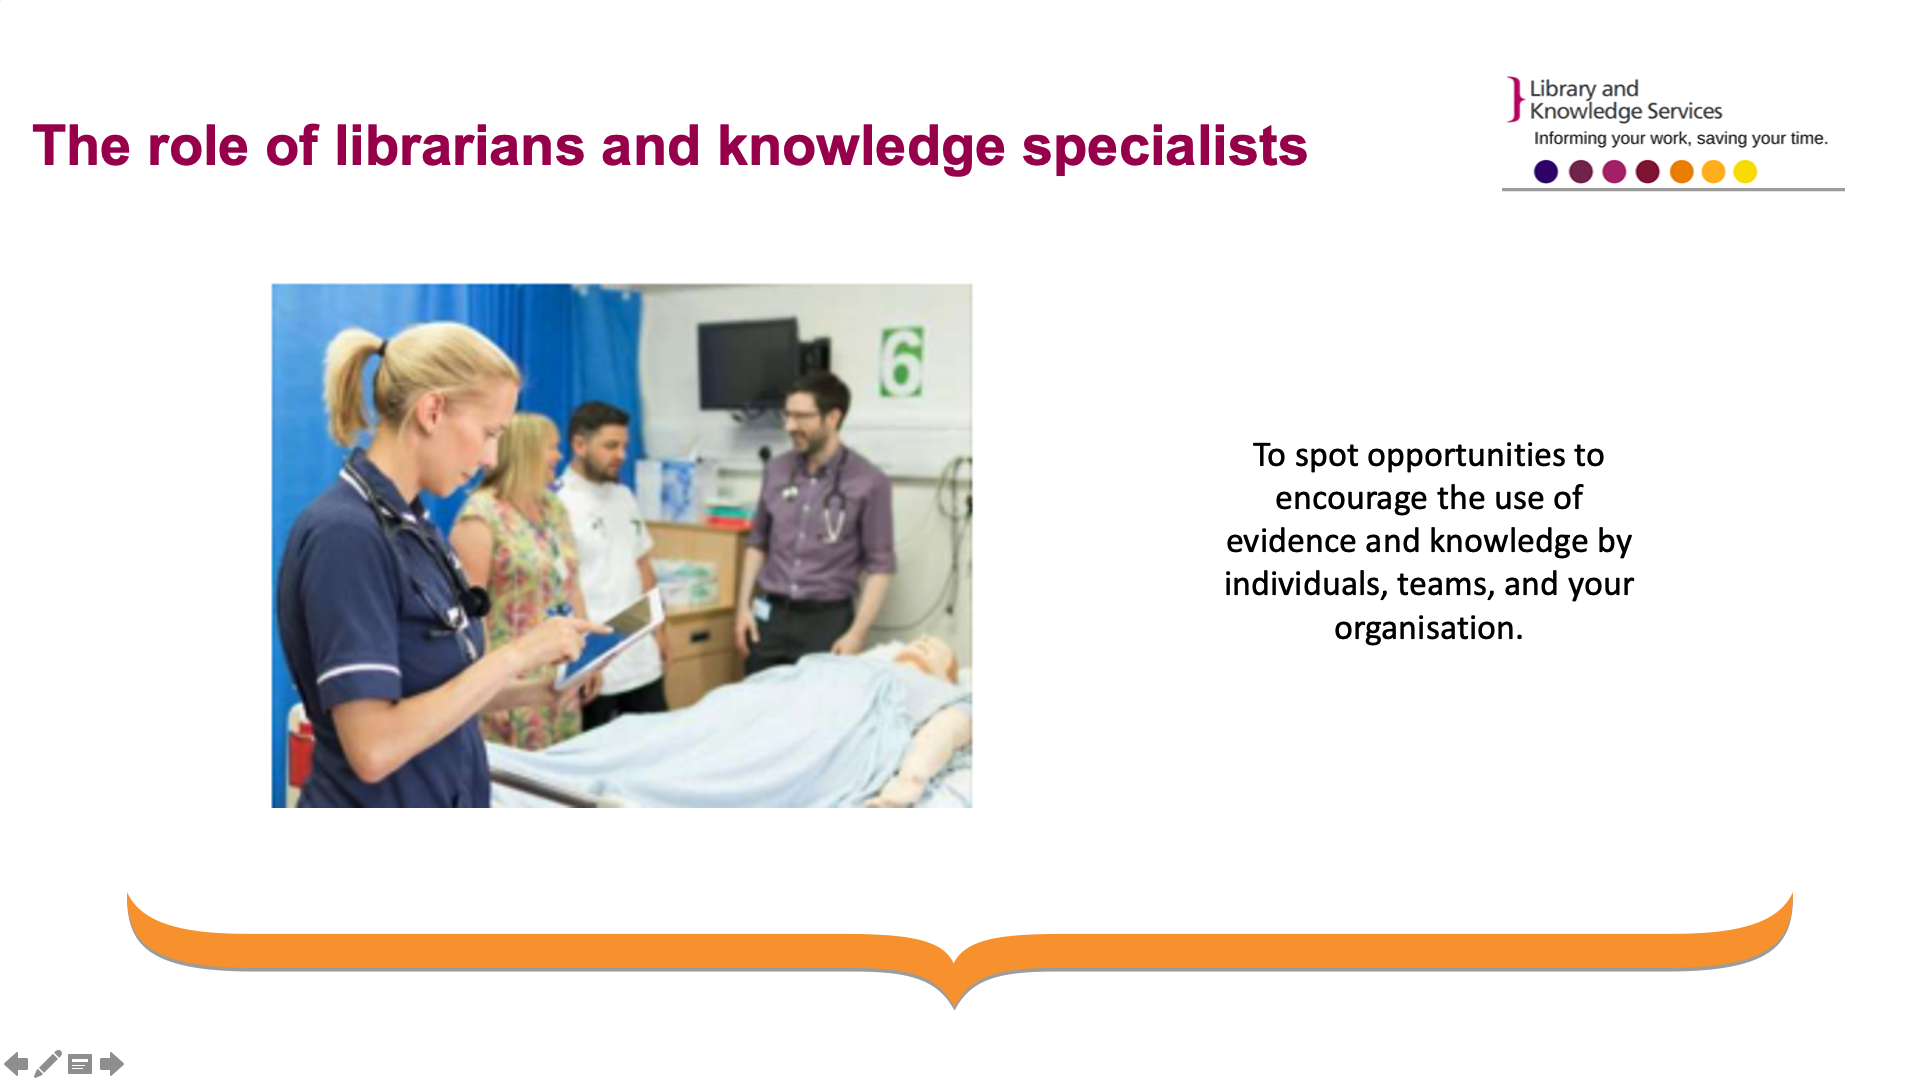 The role of librarians and knowledge specialists
Library and
Knowledge Services
Informing your work, saving your time.
6
To spot opportunities to
encourage the use of
evidence and knowledge by
individuals, teams, and your
organisation.